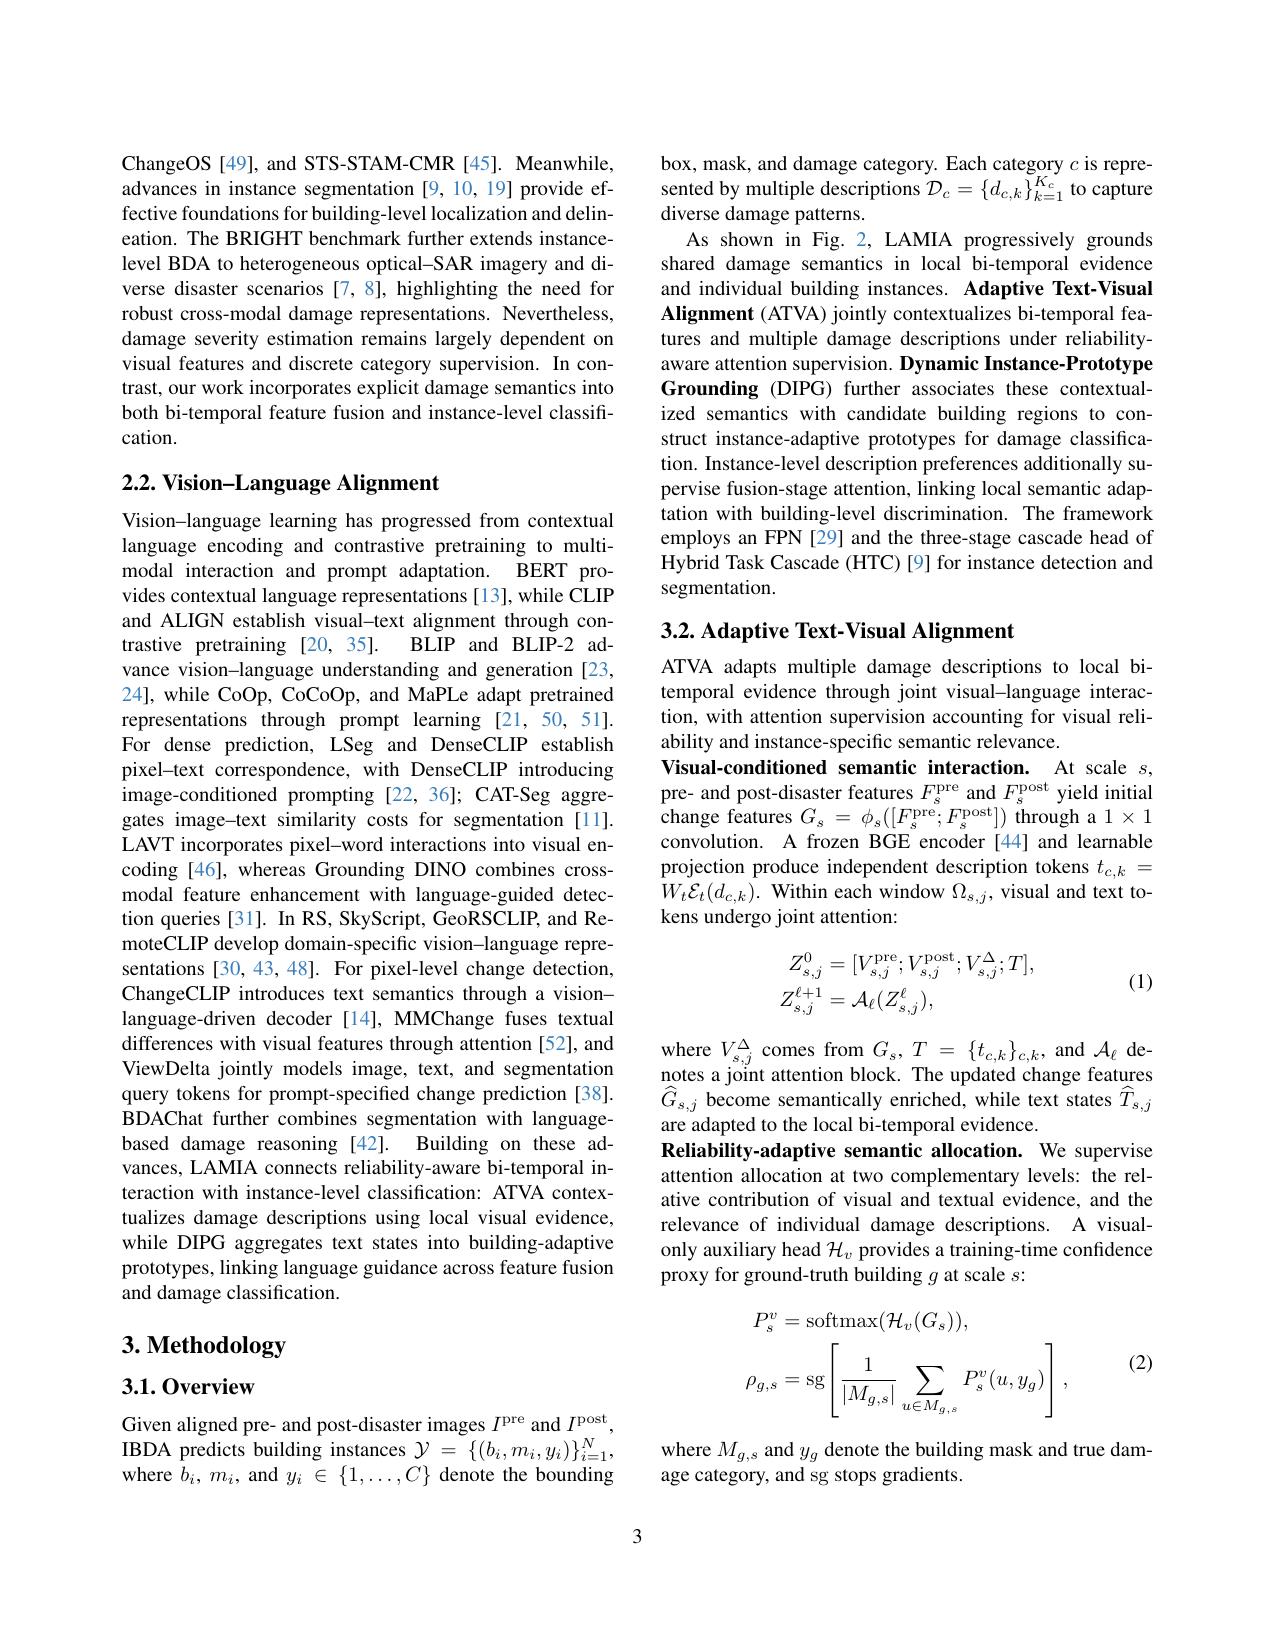 ChangeOS [49], and STS-STAM-CMR [45]. Meanwhile,
advances in instance segmentation [9, 10, 19] provide ef-
fective foundations for building-level localization and delin-
eation. The BRIGHT benchmark further extends instance-
level BDA to heterogeneous optical–SAR imagery and di-
verse disaster scenarios [7, 8], highlighting the need for
robust cross-modal damage representations. Nevertheless,
damage severity estimation remains largely dependent on
visual features and discrete category supervision. In con-
trast, our work incorporates explicit damage semantics into
both bi-temporal feature fusion and instance-level classifi-
cation.
2.2. Vision–Language Alignment
Vision–language learning has progressed from contextual
language encoding and contrastive pretraining to multi-
modal interaction and prompt adaptation. BERT pro-
vides contextual language representations [13], while CLIP
and ALIGN establish visual–text alignment through con-
trastive pretraining [20, 35]. BLIP and BLIP-2 ad-
vance vision–language understanding and generation [23,
24], while CoOp, CoCoOp, and MaPLe adapt pretrained
representations through prompt learning [21, 50, 51].
For dense prediction, LSeg and DenseCLIP establish
pixel–text correspondence, with DenseCLIP introducing
image-conditioned prompting [22, 36]; CAT-Seg aggre-
gates image–text similarity costs for segmentation [11].
LAVT incorporates pixel–word interactions into visual en-
coding [46], whereas Grounding DINO combines cross-
modal feature enhancement with language-guided detec-
tion queries [31]. In RS, SkyScript, GeoRSCLIP, and Re-
moteCLIP develop domain-specific vision–language repre-
sentations [30, 43, 48]. For pixel-level change detection,
ChangeCLIP introduces text semantics through a vision–
language-driven decoder [14], MMChange fuses textual
differences with visual features through attention [52], and
ViewDelta jointly models image, text, and segmentation
query tokens for prompt-specified change prediction [38].
BDAChat further combines segmentation with language-
based damage reasoning [42]. Building on these ad-
vances, LAMIA connects reliability-aware bi-temporal in-
teraction with instance-level classification: ATVA contex-
tualizes damage descriptions using local visual evidence,
while DIPG aggregates text states into building-adaptive
prototypes, linking language guidance across feature fusion
and damage classification.
3. Methodology
3.1. Overview
Given aligned pre- and post-disaster images I^pre and I^post,
IBDA predicts building instances 𝒴 = {(b_i, m_i, y_i)}_{i=1}^N,
where b_i, m_i, and y_i ∈ {1, . . . , C} denote the bounding
box, mask, and damage category. Each category c is repre-
sented by multiple descriptions 𝒟_c = {d_{c,k}}_{k=1}^{K_c} to capture
diverse damage patterns.
As shown in Fig. 2, LAMIA progressively grounds
shared damage semantics in local bi-temporal evidence
and individual building instances. Adaptive Text-Visual
Alignment (ATVA) jointly contextualizes bi-temporal fea-
tures and multiple damage descriptions under reliability-
aware attention supervision. Dynamic Instance-Prototype
Grounding (DIPG) further associates these contextual-
ized semantics with candidate building regions to con-
struct instance-adaptive prototypes for damage classifica-
tion. Instance-level description preferences additionally su-
pervise fusion-stage attention, linking local semantic adap-
tation with building-level discrimination. The framework
employs an FPN [29] and the three-stage cascade head of
Hybrid Task Cascade (HTC) [9] for instance detection and
segmentation.
3.2. Adaptive Text-Visual Alignment
ATVA adapts multiple damage descriptions to local bi-
temporal evidence through joint visual–language interac-
tion, with attention supervision accounting for visual reli-
ability and instance-specific semantic relevance.
Visual-conditioned semantic interaction. At scale s,
pre- and post-disaster features F_s^pre and F_s^post yield initial
change features G_s = ϕ_s([F_s^pre; F_s^post]) through a 1 × 1
convolution. A frozen BGE encoder [44] and learnable
projection produce independent description tokens t_{c,k} =
W_tℰ_t(d_{c,k}). Within each window Ω_{s,j}, visual and text to-
kens undergo joint attention:
Z_{s,j}^0 = [V_{s,j}^pre; V_{s,j}^post; V_{s,j}^Δ; T],
(1)
Z_{s,j}^{ℓ+1} = 𝒜_ℓ(Z_{s,j}^ℓ),
where V_{s,j}^Δ comes from G_s, T = {t_{c,k}}_{c,k}, and 𝒜_ℓ de-
notes a joint attention block. The updated change features
Ĝ_{s,j} become semantically enriched, while text states T̂_{s,j}
are adapted to the local bi-temporal evidence.
Reliability-adaptive semantic allocation. We supervise
attention allocation at two complementary levels: the rel-
ative contribution of visual and textual evidence, and the
relevance of individual damage descriptions. A visual-
only auxiliary head ℋ_v provides a training-time confidence
proxy for ground-truth building g at scale s:
P_s^v = softmax(ℋ_v(G_s)),
(2)
ρ_{g,s} = sg[ 1/|M_{g,s}| ∑_{u∈M_{g,s}} P_s^v(u, y_g) ],
where M_{g,s} and y_g denote the building mask and true dam-
age category, and sg stops gradients.
3